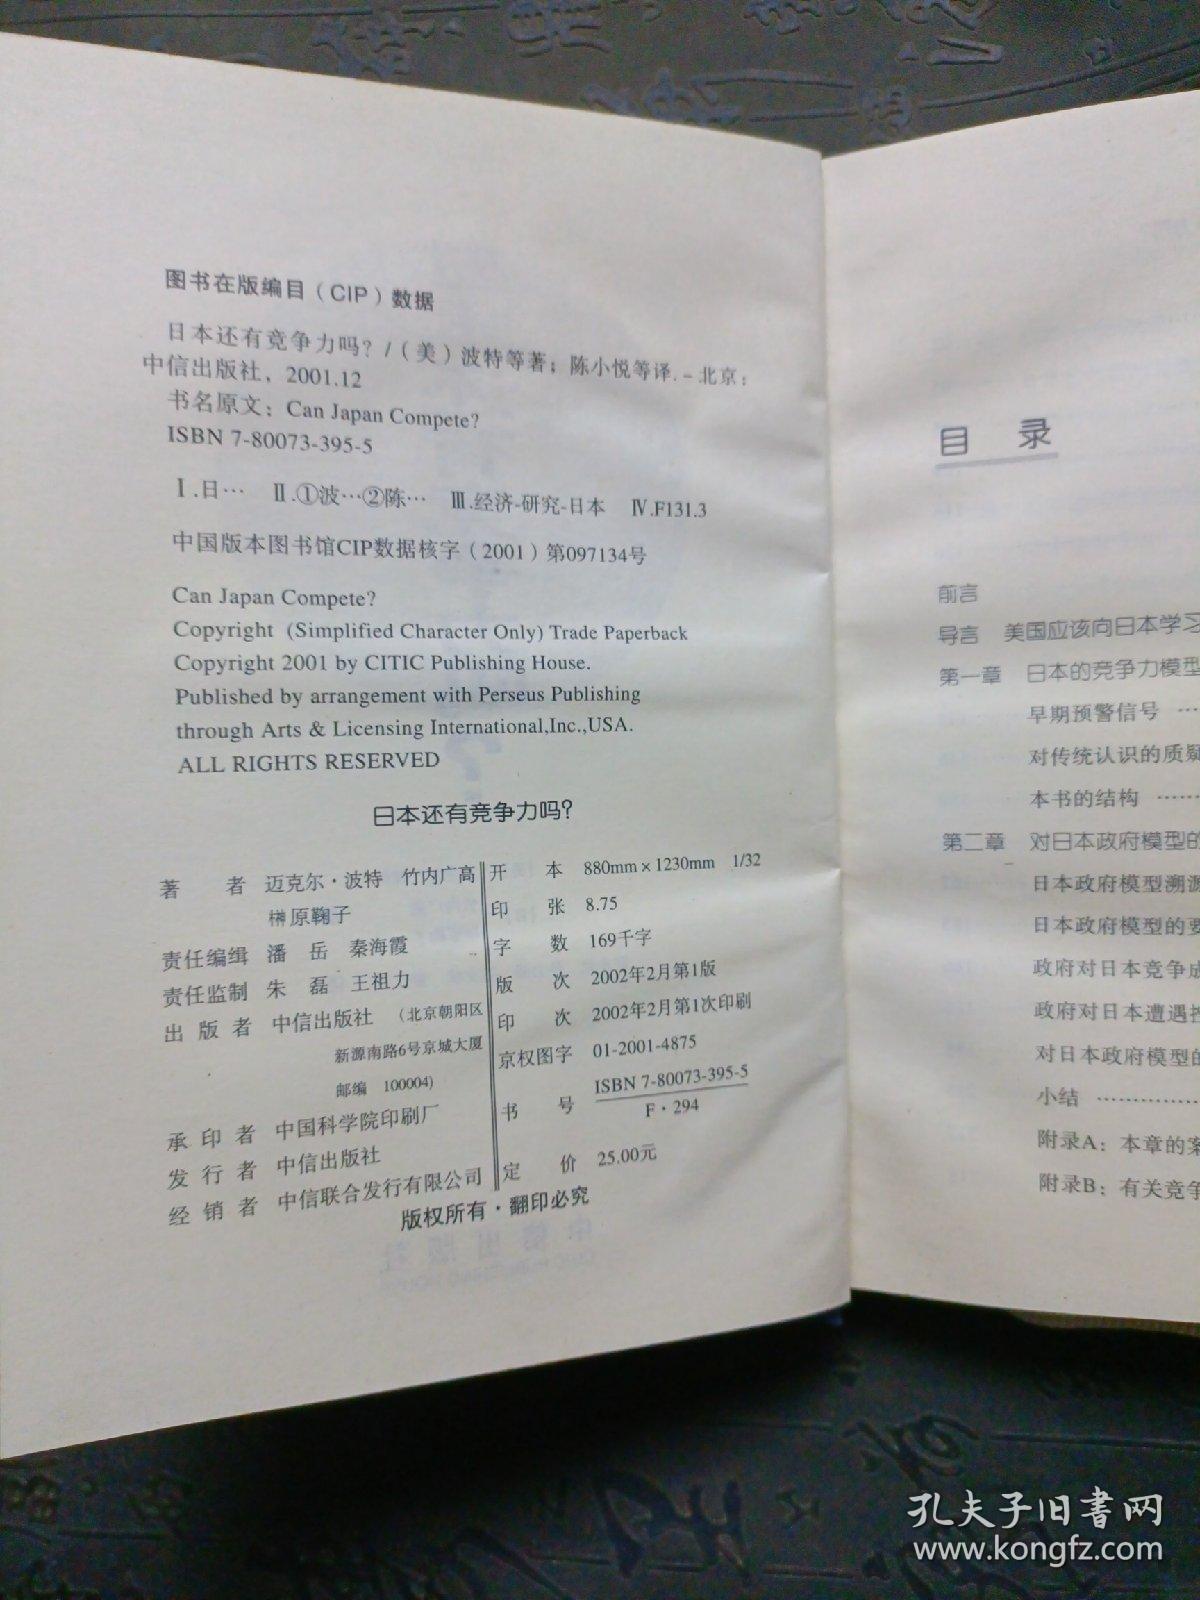 图书在版编目（CIP）数据
日本还有竞争力吗？/（美）波特等著；陈小悦等译.－北京：
中信出版社，2001.12
书名原文：Can Japan Compete?
ISBN 7-80073-395-5
Ⅰ.日… Ⅱ.①波…②陈… Ⅲ.经济-研究-日本 Ⅳ.F131.3
中国版本图书馆CIP数据核字（2001）第097134号
Can Japan Compete?
Copyright (Simplified Character Only) Trade Paperback
Copyright 2001 by CITIC Publishing House.
Published by arrangement with Perseus Publishing
through Arts & Licensing International,Inc.,USA.
ALL RIGHTS RESERVED
日本还有竞争力吗？
著 者 迈克尔·波特 竹内广高
榊原鞠子
责任编辑 潘 岳 秦海霞
责任监制 朱 磊 王祖力
出 版 者 中信出版社 （北京朝阳区
新源南路6号京城大厦
邮编 100004）
承 印 者 中国科学院印刷厂
发 行 者 中信出版社
经 销 者 中信联合发行有限公司
开 本 880mm×1230mm 1/32
印 张 8.75
字 数 169千字
版 次 2002年2月第1版
印 次 2002年2月第1次印刷
京权图字 01-2001-4875
书 号 ISBN 7-80073-395-5
F·294
定 价 25.00元
版权所有·翻印必究
目 录
前言
导言 美国应该向日本学习
第一章 日本的竞争力模型
早期预警信号 …
对传统认识的质疑
本书的结构 ……
第二章 对日本政府模型的
日本政府模型溯源
日本政府模型的要
政府对日本竞争成
政府对日本遭遇挫
对日本政府模型的
小结 ……………
附录A：本章的案
附录B：有关竞争
孔夫子旧书网
www.kongfz.com